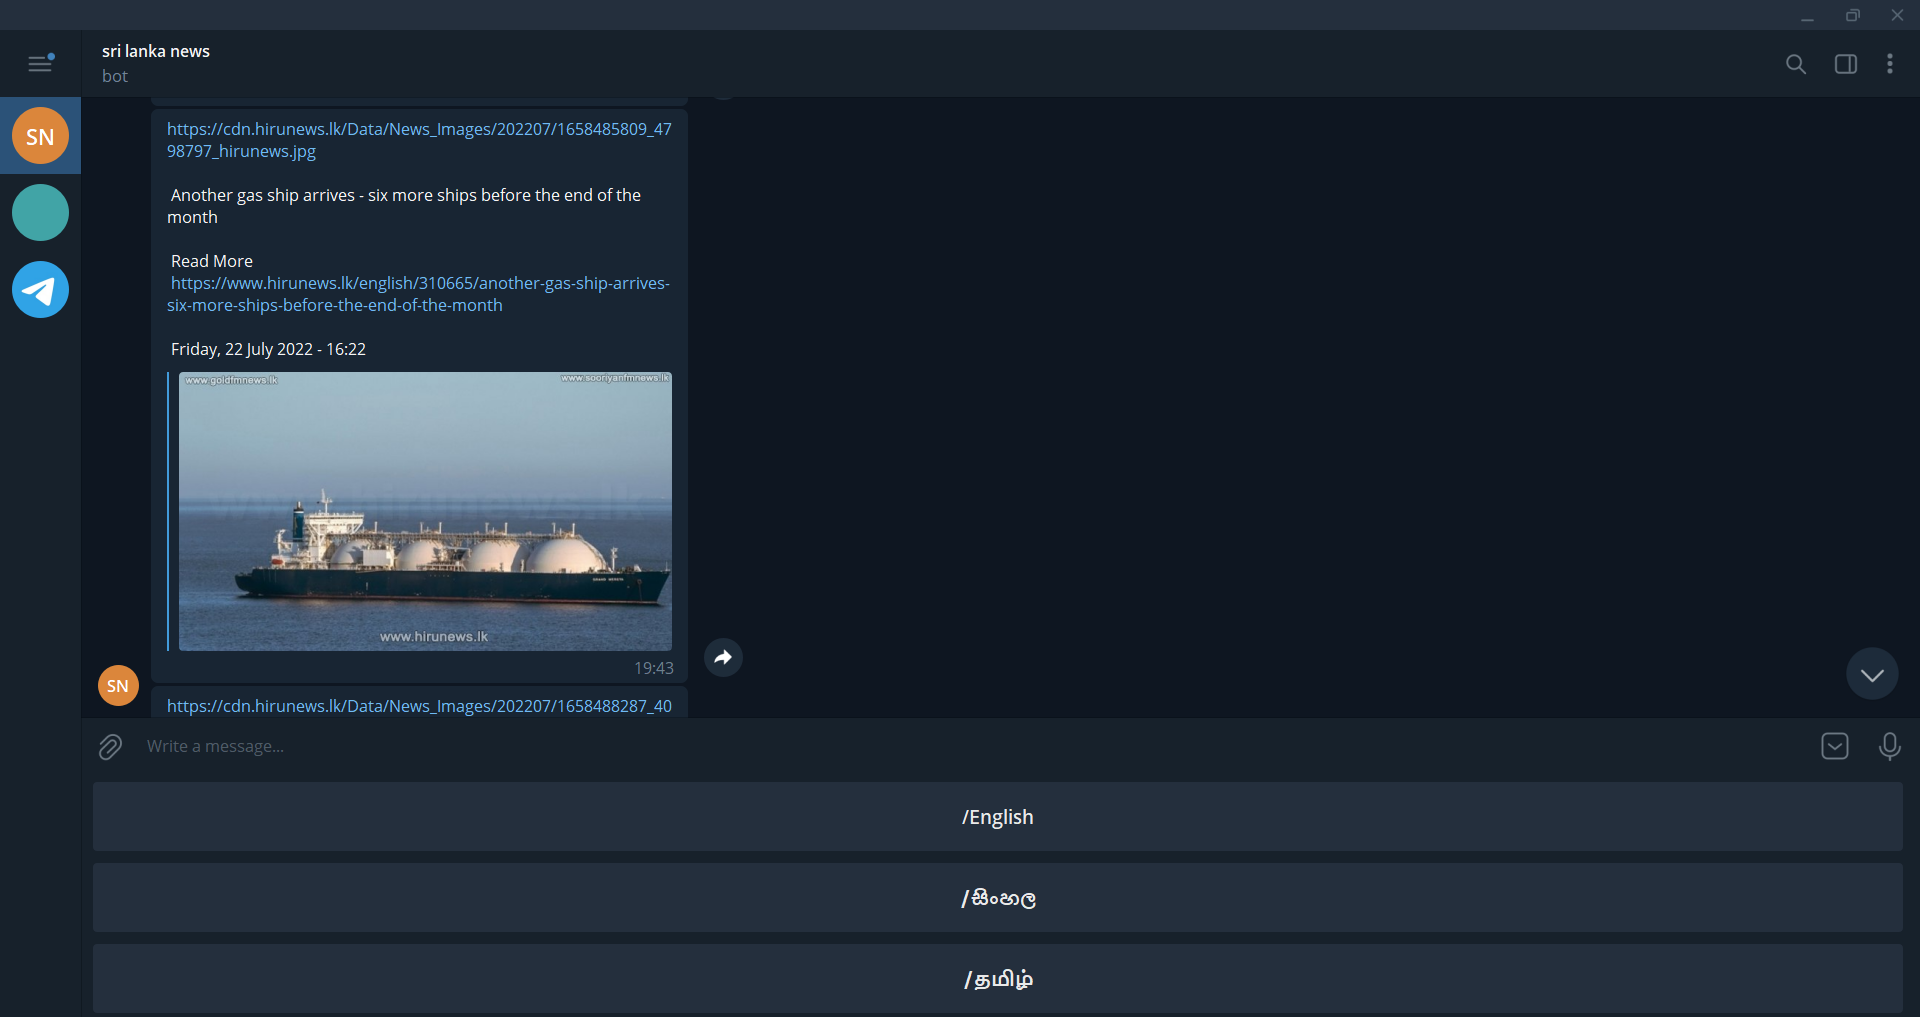 sri lanka news
bot
SN
https://cdn.hirunews.lk/Data/News_Images/202207/1658485809_47
98797_hirunews.jpg
Another gas ship arrives - six more ships before the end of the
month
Read More
https://www.hirunews.lk/english/310665/another-gas-ship-arrives-
six-more-ships-before-the-end-of-the-month
Friday, 22 July 2022 - 16:22
www.goldfmnews.lk
www.sooriyanfmnews.lk
www.hirunews.lk
19:43
SN
https://cdn.hirunews.lk/Data/News_Images/202207/1658488287_40
Write a message...
/English
/සිංහල
/தமிழ்